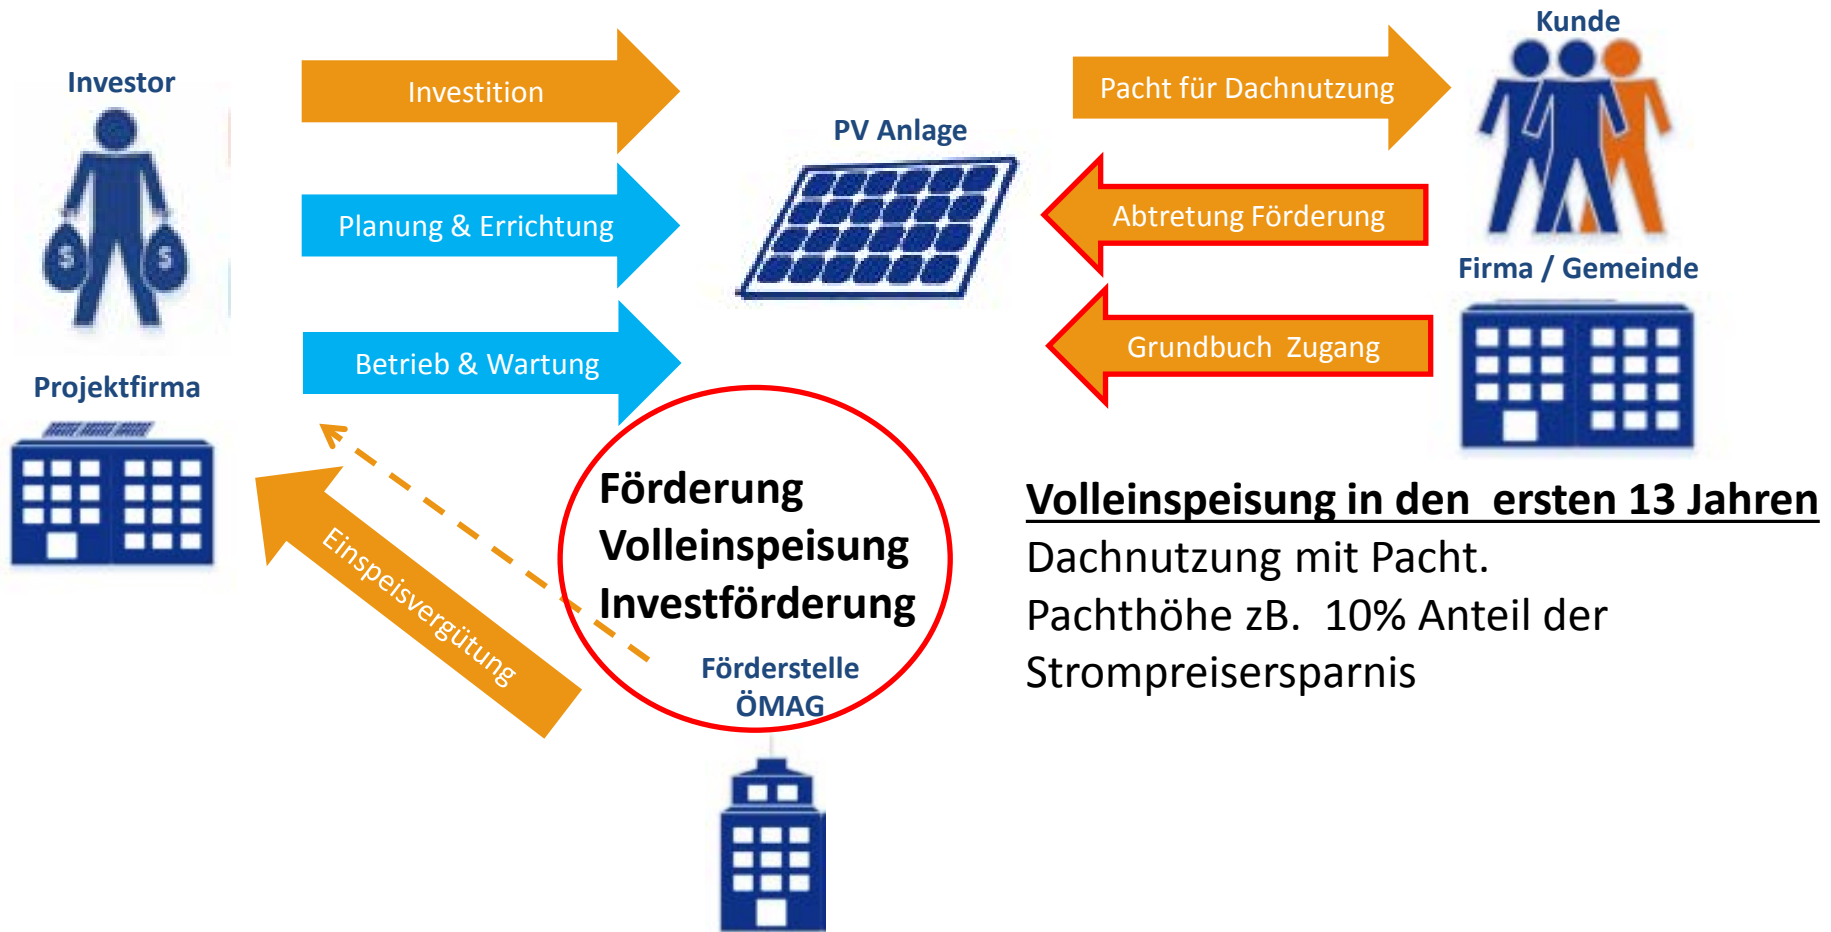 Kunde
Investor
Investition
Pacht für Dachnutzung
PV Anlage
Planung & Errichtung
Abtretung Förderung
$ $
Firma / Gemeinde
Betrieb & Wartung
Grundbuch  Zugang
Projektfirma
Förderung
Volleinspeisung
Investförderung
Einspeisvergütung
Förderstelle
ÖMAG
Volleinspeisung in den  ersten 13 Jahren
Dachnutzung mit Pacht.
Pachthöhe zB.  10% Anteil der
Strompreisersparnis